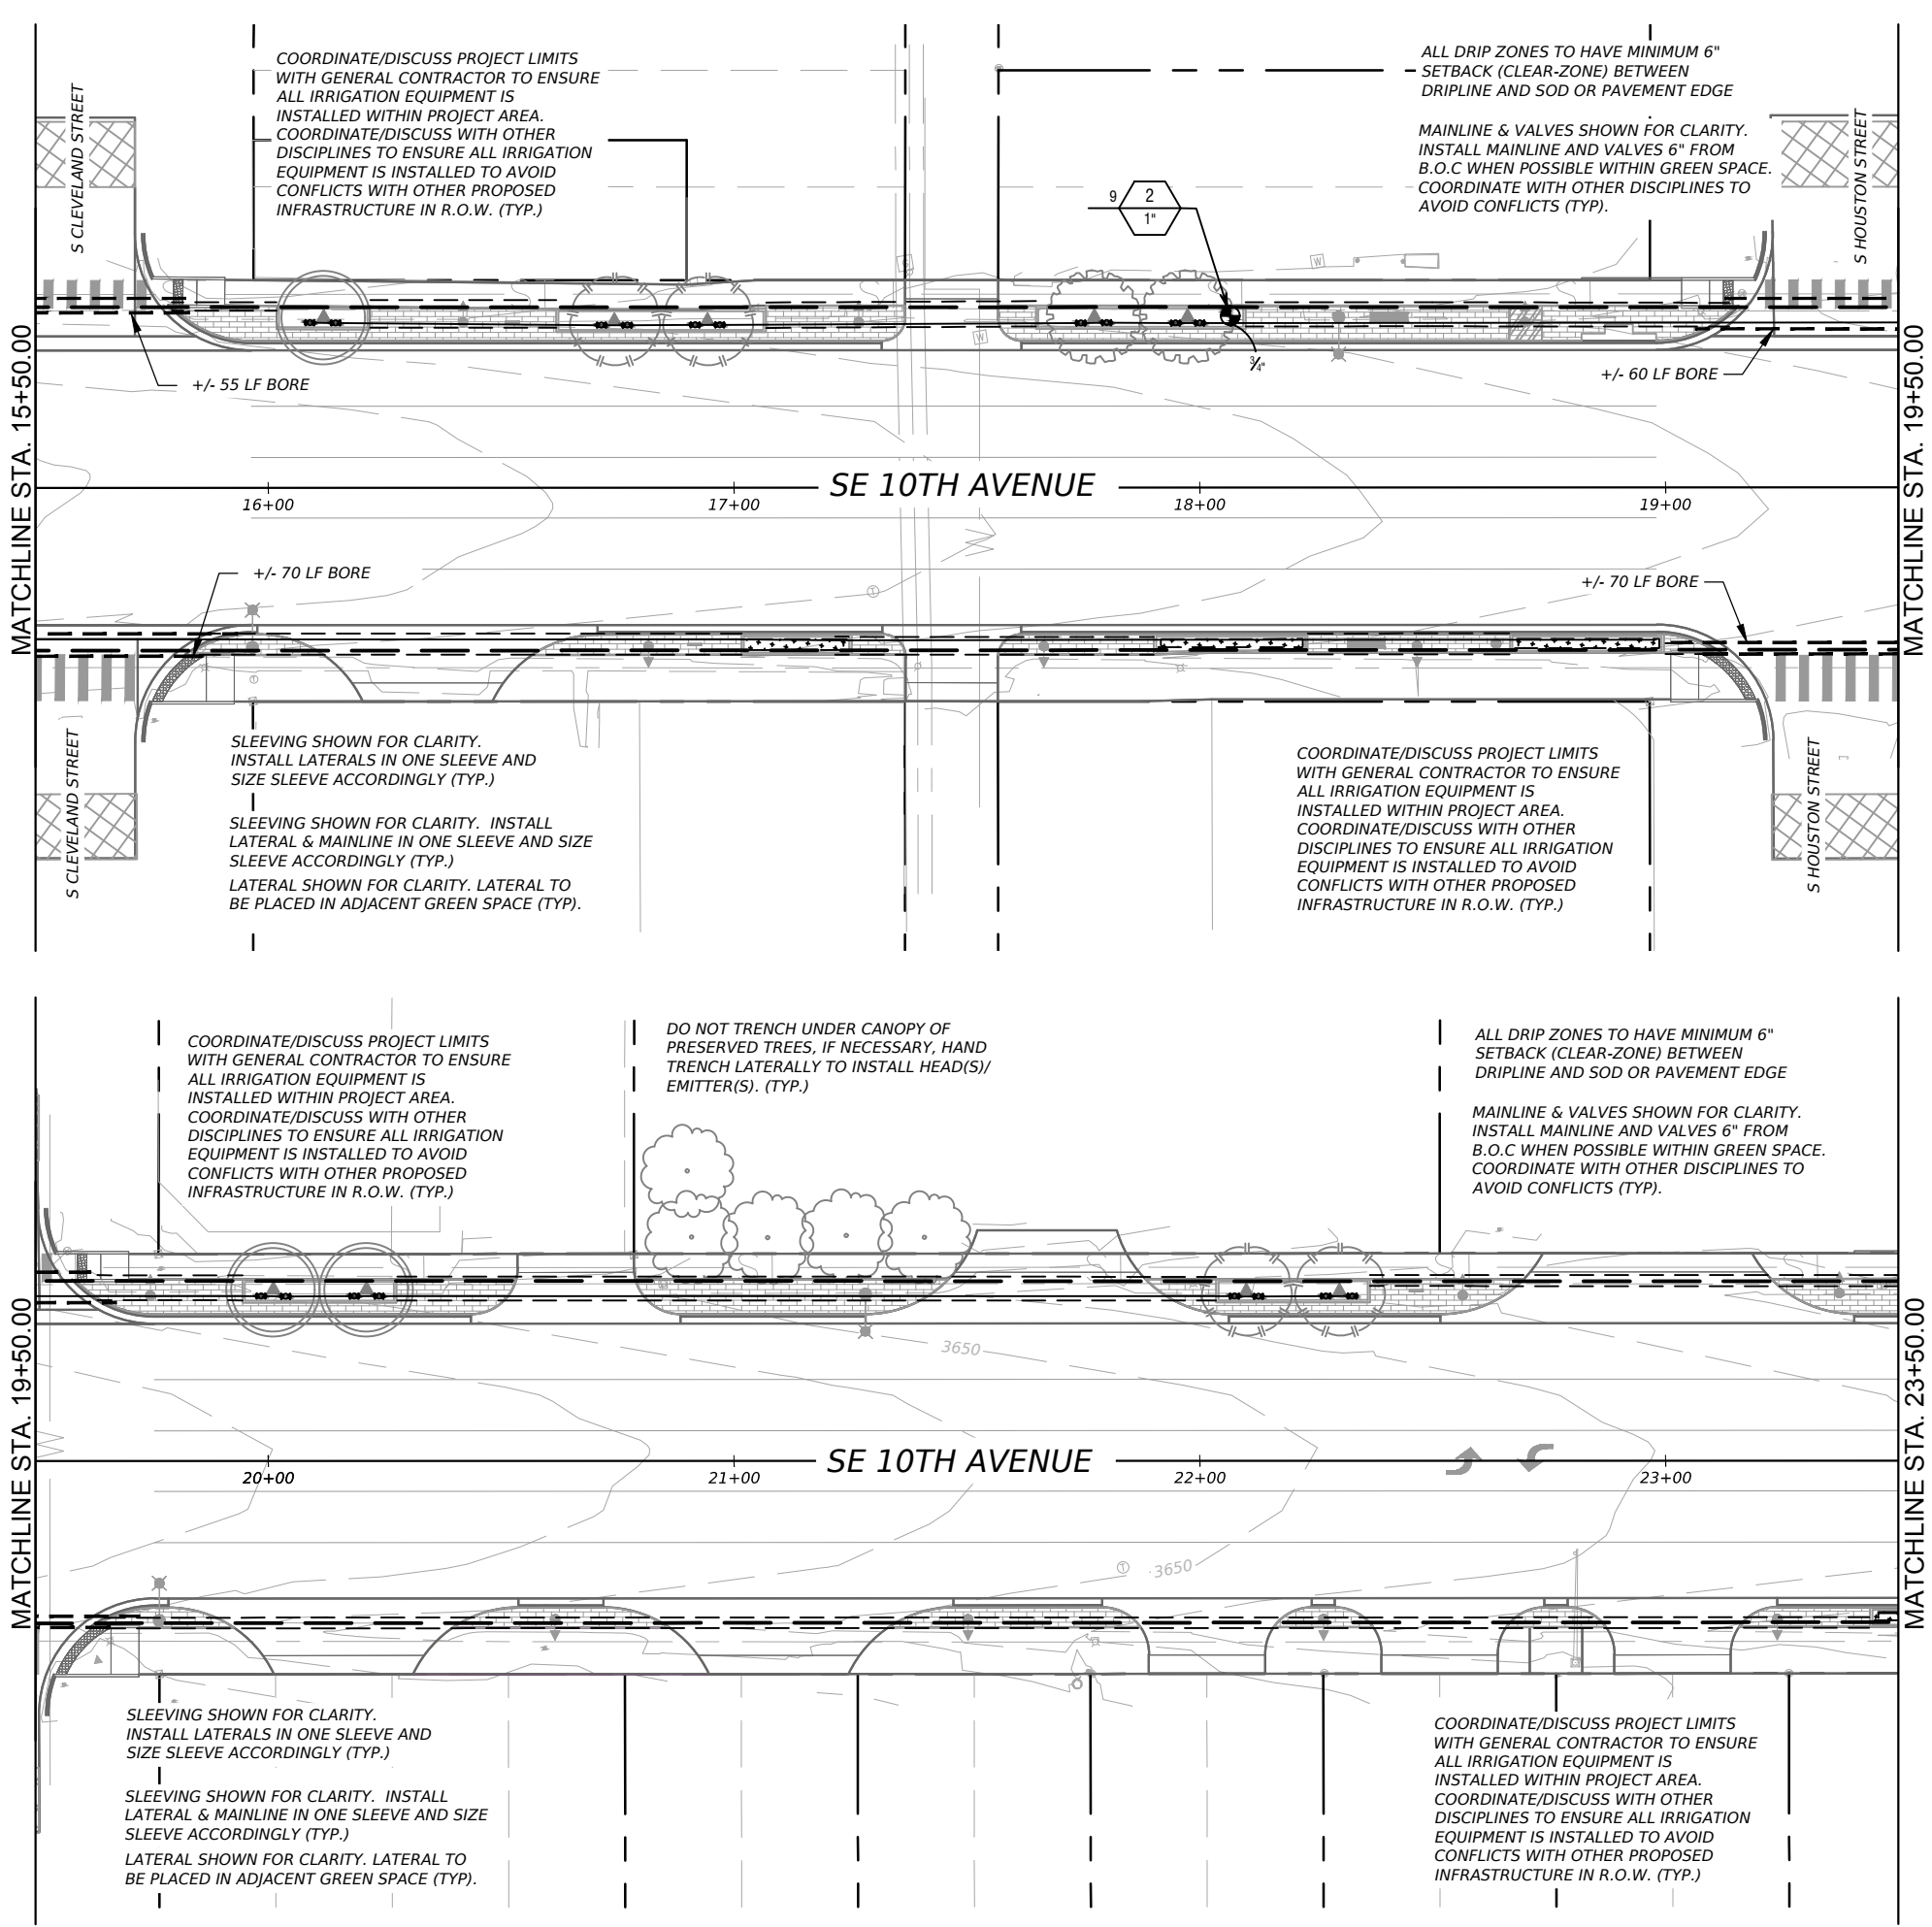 COORDINATE/DISCUSS PROJECT LIMITS
WITH GENERAL CONTRACTOR TO ENSURE
ALL IRRIGATION EQUIPMENT IS
INSTALLED WITHIN PROJECT AREA.
COORDINATE/DISCUSS WITH OTHER
DISCIPLINES TO ENSURE ALL IRRIGATION
EQUIPMENT IS INSTALLED TO AVOID
CONFLICTS WITH OTHER PROPOSED
INFRASTRUCTURE IN R.O.W. (TYP.)
ALL DRIP ZONES TO HAVE MINIMUM 6"
SETBACK (CLEAR-ZONE) BETWEEN
DRIPLINE AND SOD OR PAVEMENT EDGE
MAINLINE & VALVES SHOWN FOR CLARITY.
INSTALL MAINLINE AND VALVES 6" FROM
B.O.C WHEN POSSIBLE WITHIN GREEN SPACE.
COORDINATE WITH OTHER DISCIPLINES TO
AVOID CONFLICTS (TYP).
S CLEVELAND STREET
S HOUSTON STREET
9
2
1"
W
W
3/4"
+/- 55 LF BORE
+/- 60 LF BORE
MATCHLINE STA. 15+50.00
MATCHLINE STA. 19+50.00
SE 10TH AVENUE
16+00
17+00
18+00
19+00
+/- 70 LF BORE
+/- 70 LF BORE
T
T
S CLEVELAND STREET
S HOUSTON STREET
SLEEVING SHOWN FOR CLARITY.
INSTALL LATERALS IN ONE SLEEVE AND
SIZE SLEEVE ACCORDINGLY (TYP.)
SLEEVING SHOWN FOR CLARITY. INSTALL
LATERAL & MAINLINE IN ONE SLEEVE AND SIZE
SLEEVE ACCORDINGLY (TYP.)
LATERAL SHOWN FOR CLARITY. LATERAL TO
BE PLACED IN ADJACENT GREEN SPACE (TYP).
COORDINATE/DISCUSS PROJECT LIMITS
WITH GENERAL CONTRACTOR TO ENSURE
ALL IRRIGATION EQUIPMENT IS
INSTALLED WITHIN PROJECT AREA.
COORDINATE/DISCUSS WITH OTHER
DISCIPLINES TO ENSURE ALL IRRIGATION
EQUIPMENT IS INSTALLED TO AVOID
CONFLICTS WITH OTHER PROPOSED
INFRASTRUCTURE IN R.O.W. (TYP.)
COORDINATE/DISCUSS PROJECT LIMITS
WITH GENERAL CONTRACTOR TO ENSURE
ALL IRRIGATION EQUIPMENT IS
INSTALLED WITHIN PROJECT AREA.
COORDINATE/DISCUSS WITH OTHER
DISCIPLINES TO ENSURE ALL IRRIGATION
EQUIPMENT IS INSTALLED TO AVOID
CONFLICTS WITH OTHER PROPOSED
INFRASTRUCTURE IN R.O.W. (TYP.)
DO NOT TRENCH UNDER CANOPY OF
PRESERVED TREES, IF NECESSARY, HAND
TRENCH LATERALLY TO INSTALL HEAD(S)/
EMITTER(S). (TYP.)
ALL DRIP ZONES TO HAVE MINIMUM 6"
SETBACK (CLEAR-ZONE) BETWEEN
DRIPLINE AND SOD OR PAVEMENT EDGE
MAINLINE & VALVES SHOWN FOR CLARITY.
INSTALL MAINLINE AND VALVES 6" FROM
B.O.C WHEN POSSIBLE WITHIN GREEN SPACE.
COORDINATE WITH OTHER DISCIPLINES TO
AVOID CONFLICTS (TYP).
3650
MATCHLINE STA. 19+50.00
MATCHLINE STA. 23+50.00
SE 10TH AVENUE
20+00
21+00
22+00
23+00
T
3650
SLEEVING SHOWN FOR CLARITY.
INSTALL LATERALS IN ONE SLEEVE AND
SIZE SLEEVE ACCORDINGLY (TYP.)
SLEEVING SHOWN FOR CLARITY. INSTALL
LATERAL & MAINLINE IN ONE SLEEVE AND SIZE
SLEEVE ACCORDINGLY (TYP.)
LATERAL SHOWN FOR CLARITY. LATERAL TO
BE PLACED IN ADJACENT GREEN SPACE (TYP).
COORDINATE/DISCUSS PROJECT LIMITS
WITH GENERAL CONTRACTOR TO ENSURE
ALL IRRIGATION EQUIPMENT IS
INSTALLED WITHIN PROJECT AREA.
COORDINATE/DISCUSS WITH OTHER
DISCIPLINES TO ENSURE ALL IRRIGATION
EQUIPMENT IS INSTALLED TO AVOID
CONFLICTS WITH OTHER PROPOSED
INFRASTRUCTURE IN R.O.W. (TYP.)